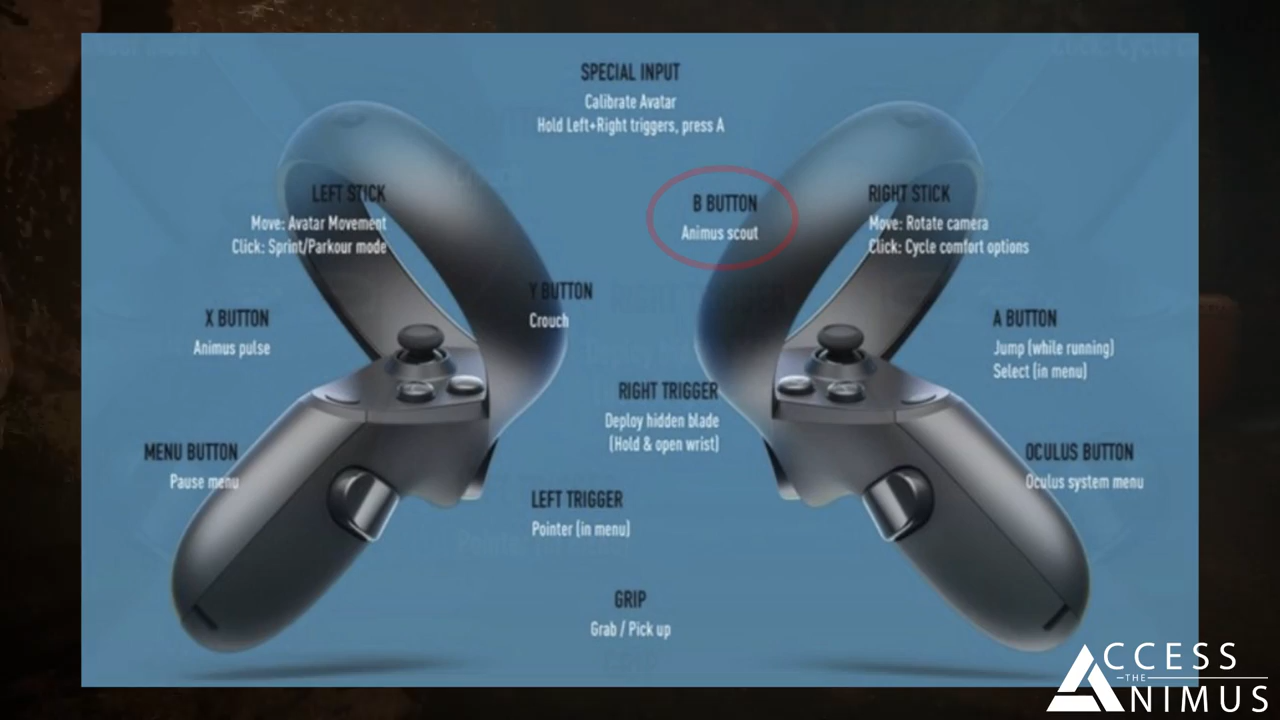 SPECIAL INPUT
Calibrate Avatar
Hold Left+Right triggers, press A
LEFT STICK
Move: Avatar Movement
Click: Sprint/Parkour mode
B BUTTON
Animus scout
RIGHT STICK
Move: Rotate camera
Click: Cycle comfort options
Y BUTTON
Crouch
X BUTTON
Animus pulse
A BUTTON
Jump (while running)
Select (in menu)
RIGHT TRIGGER
Deploy hidden blade
(Hold & open wrist)
MENU BUTTON
Pause menu
OCULUS BUTTON
Oculus system menu
LEFT TRIGGER
Pointer (in menu)
GRIP
Grab / Pick up
ACCESS
THE
ANIMUS